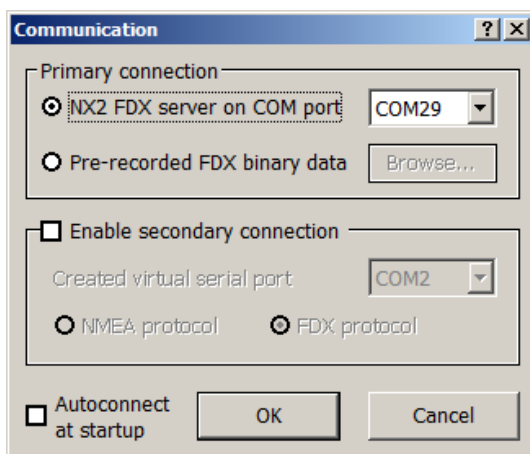 Communication
Primary connection
NX2 FDX server on COM port COM29
Pre-recorded FDX binary data Browse...
Enable secondary connection
Created virtual serial port COM2
NMEA protocol FDX protocol
Autoconnect
at startup
OK Cancel